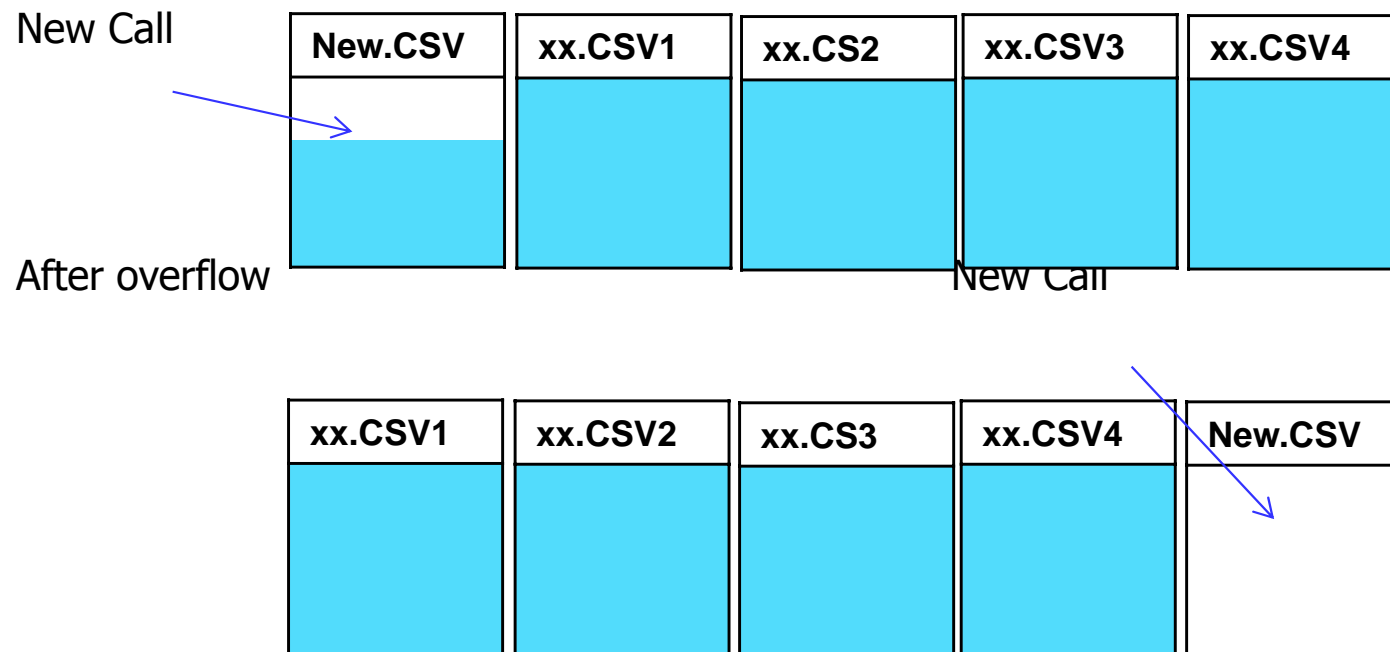 New Call
New.CSV xx.CSV1 xx.CS2 xx.CSV3 xx.CSV4
After overflow New Call
xx.CSV1 xx.CSV2 xx.CS3 xx.CSV4 New.CSV